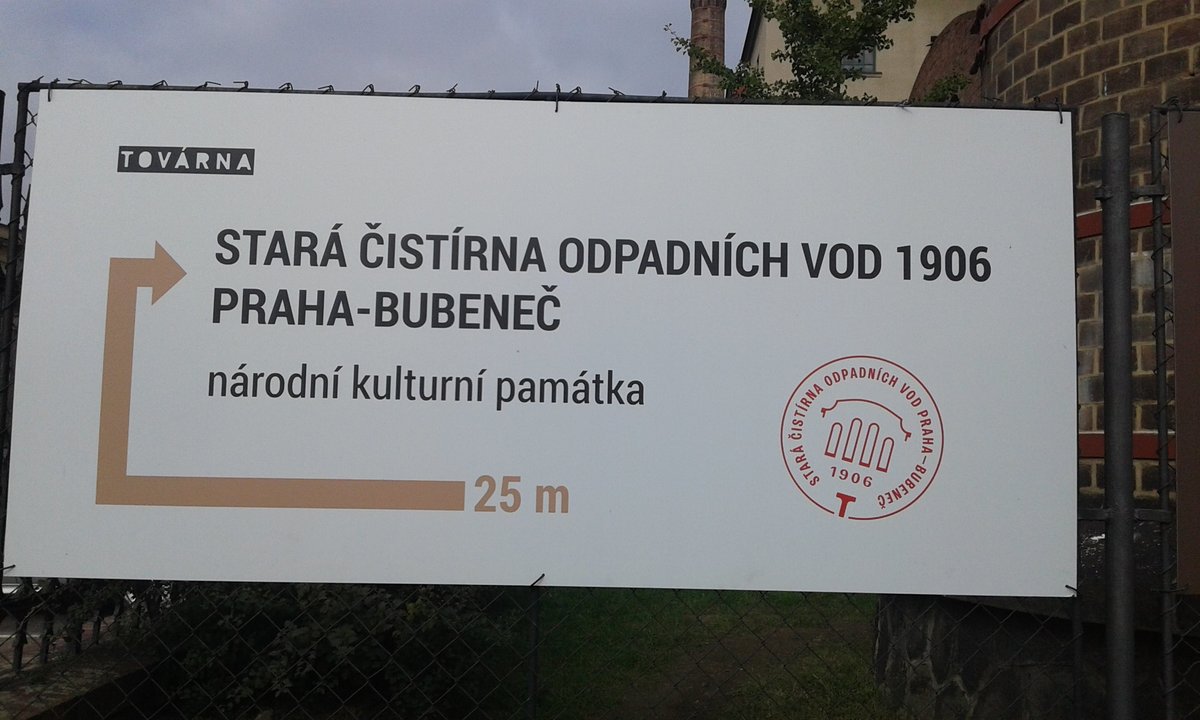 TOVÁRNA
STARÁ ČISTÍRNA ODPADNÍCH VOD 1906
PRAHA-BUBENEČ
národní kulturní památka
25 m
STARÁ ČISTÍRNA ODPADNÍCH VOD PRAHA-BUBENEČ
1906
T